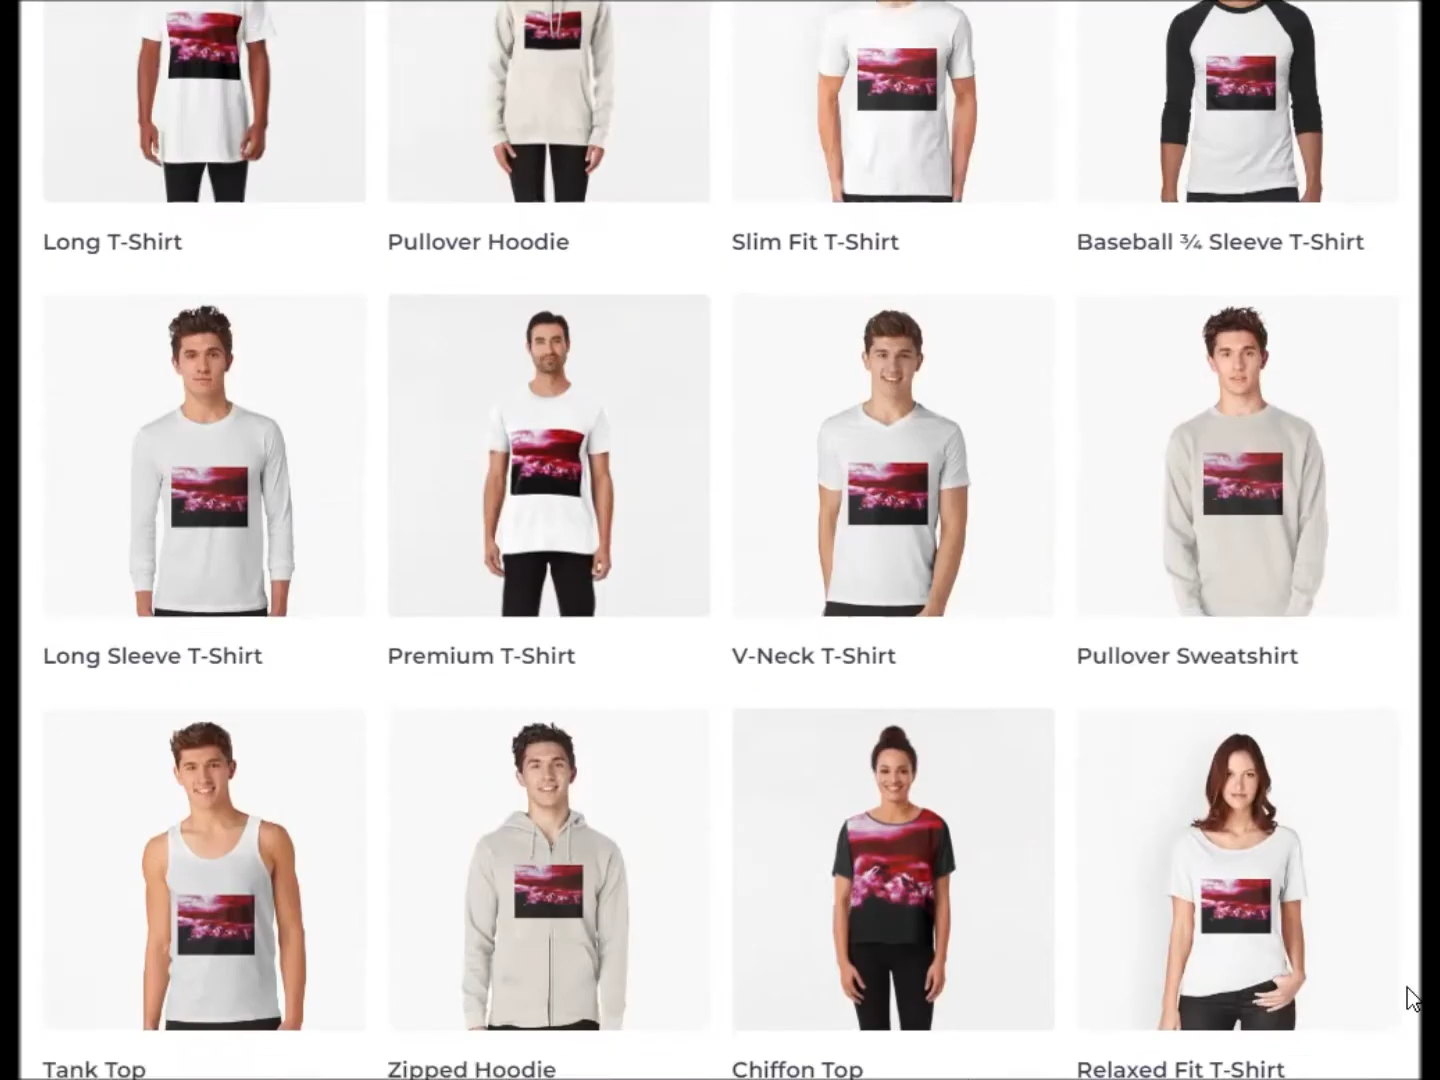 Long T-Shirt
Pullover Hoodie
Slim Fit T-Shirt
Baseball ¾ Sleeve T-Shirt
Long Sleeve T-Shirt
Premium T-Shirt
V-Neck T-Shirt
Pullover Sweatshirt
Tank Top
Zipped Hoodie
Chiffon Top
Relaxed Fit T-Shirt